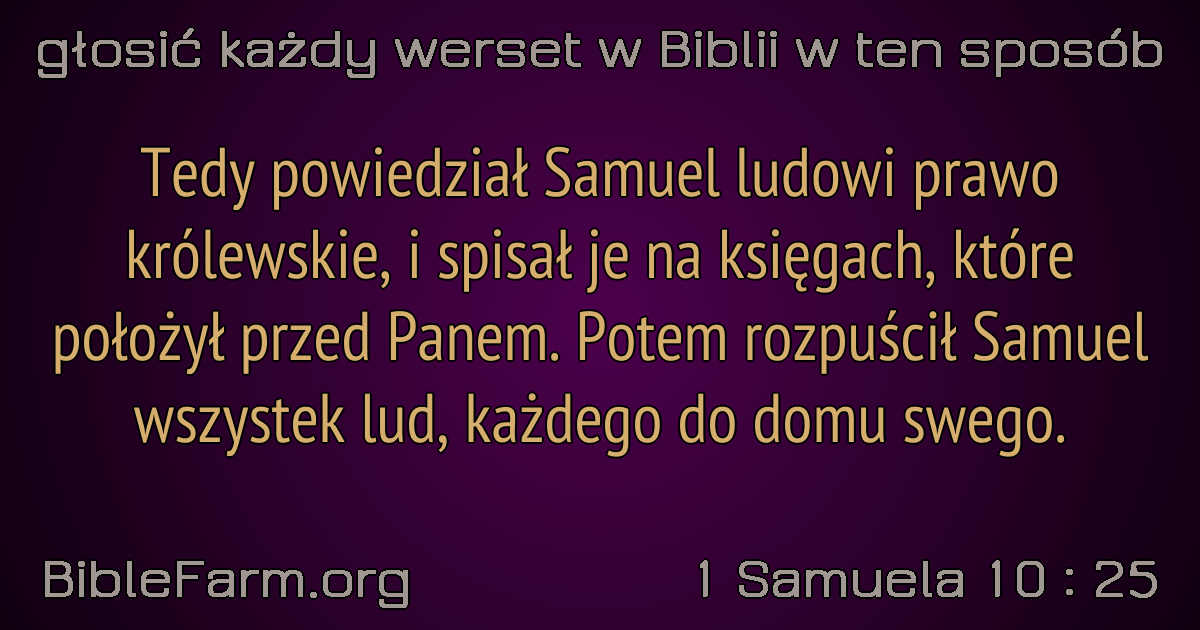 głosić każdy werset w Biblii w ten sposób
Tedy powiedział Samuel ludowi prawo
królewskie, i spisał je na księgach, które
położył przed Panem. Potem rozpuścił Samuel
wszystek lud, każdego do domu swego.
BibleFarm.org
1 Samuela 10 : 25